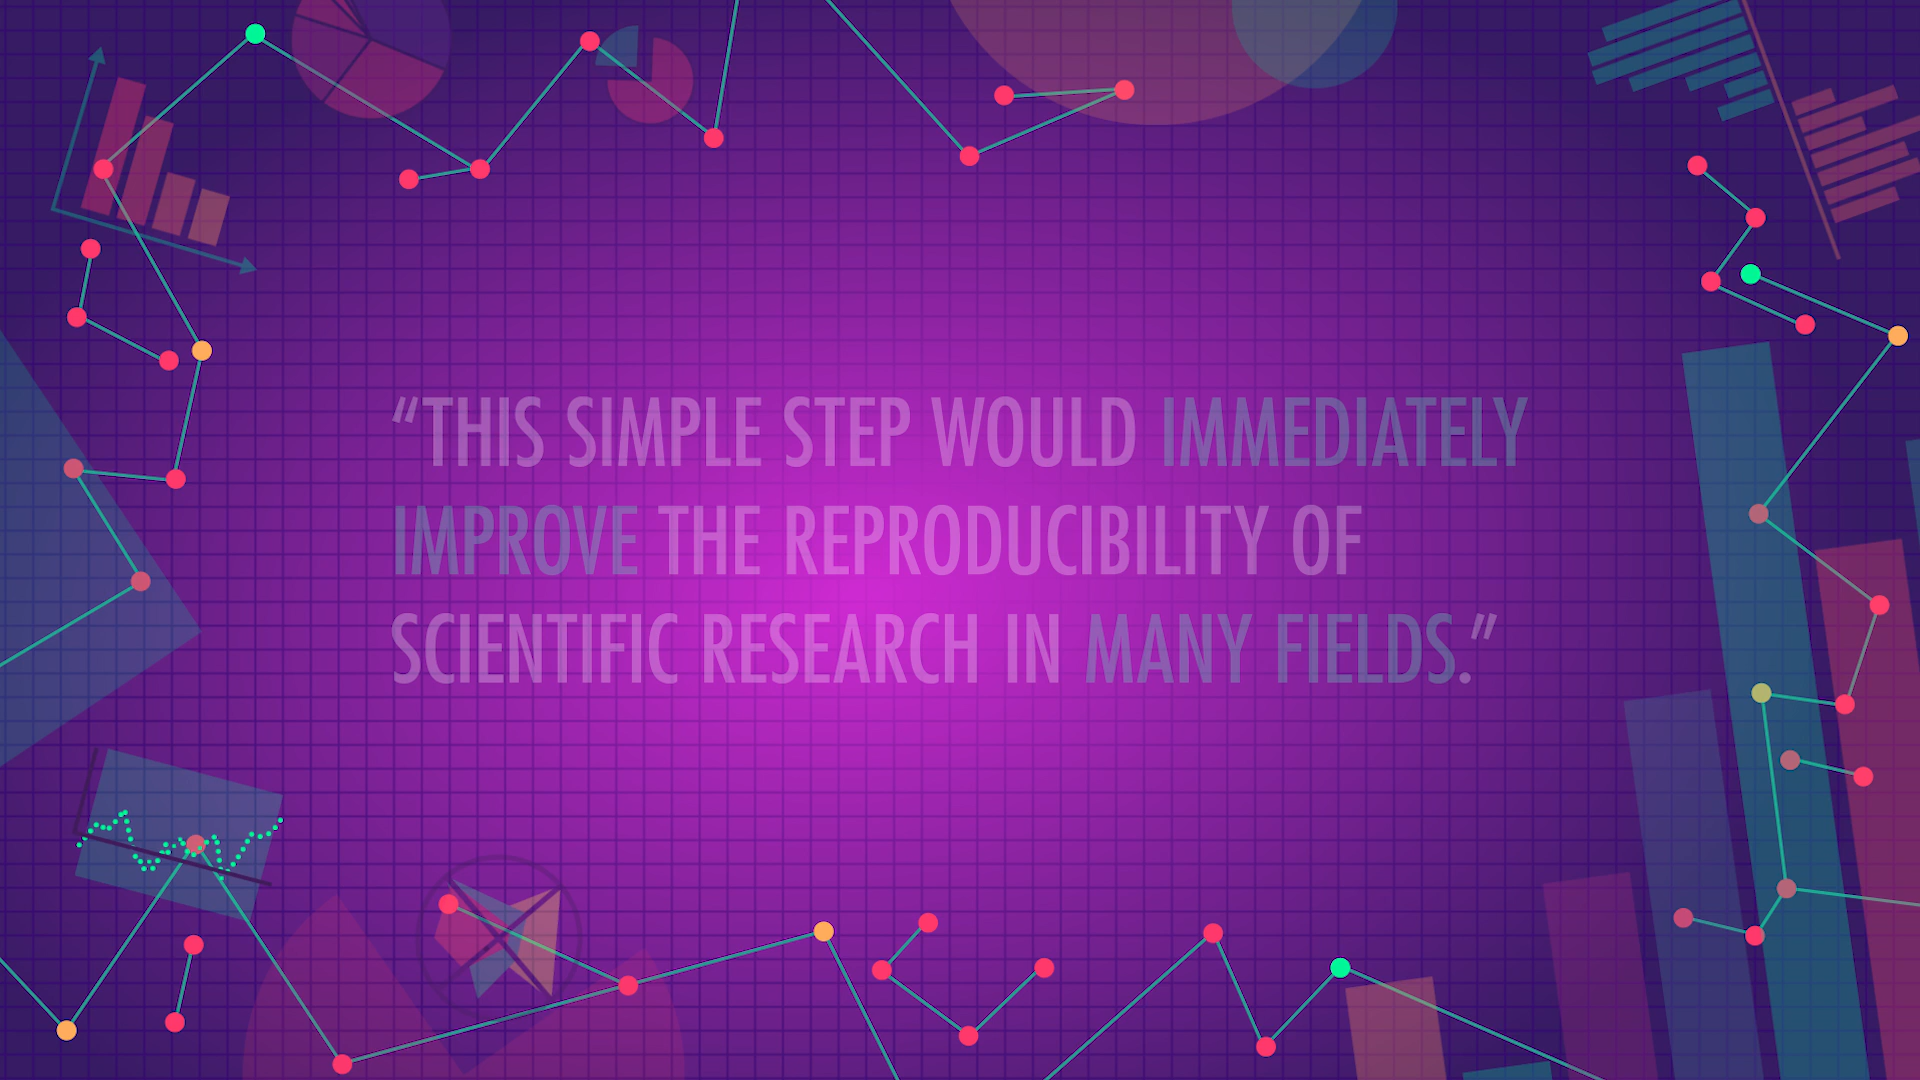 “THIS SIMPLE STEP WOULD IMMEDIATELY
IMPROVE THE REPRODUCIBILITY OF
SCIENTIFIC RESEARCH IN MANY FIELDS.”